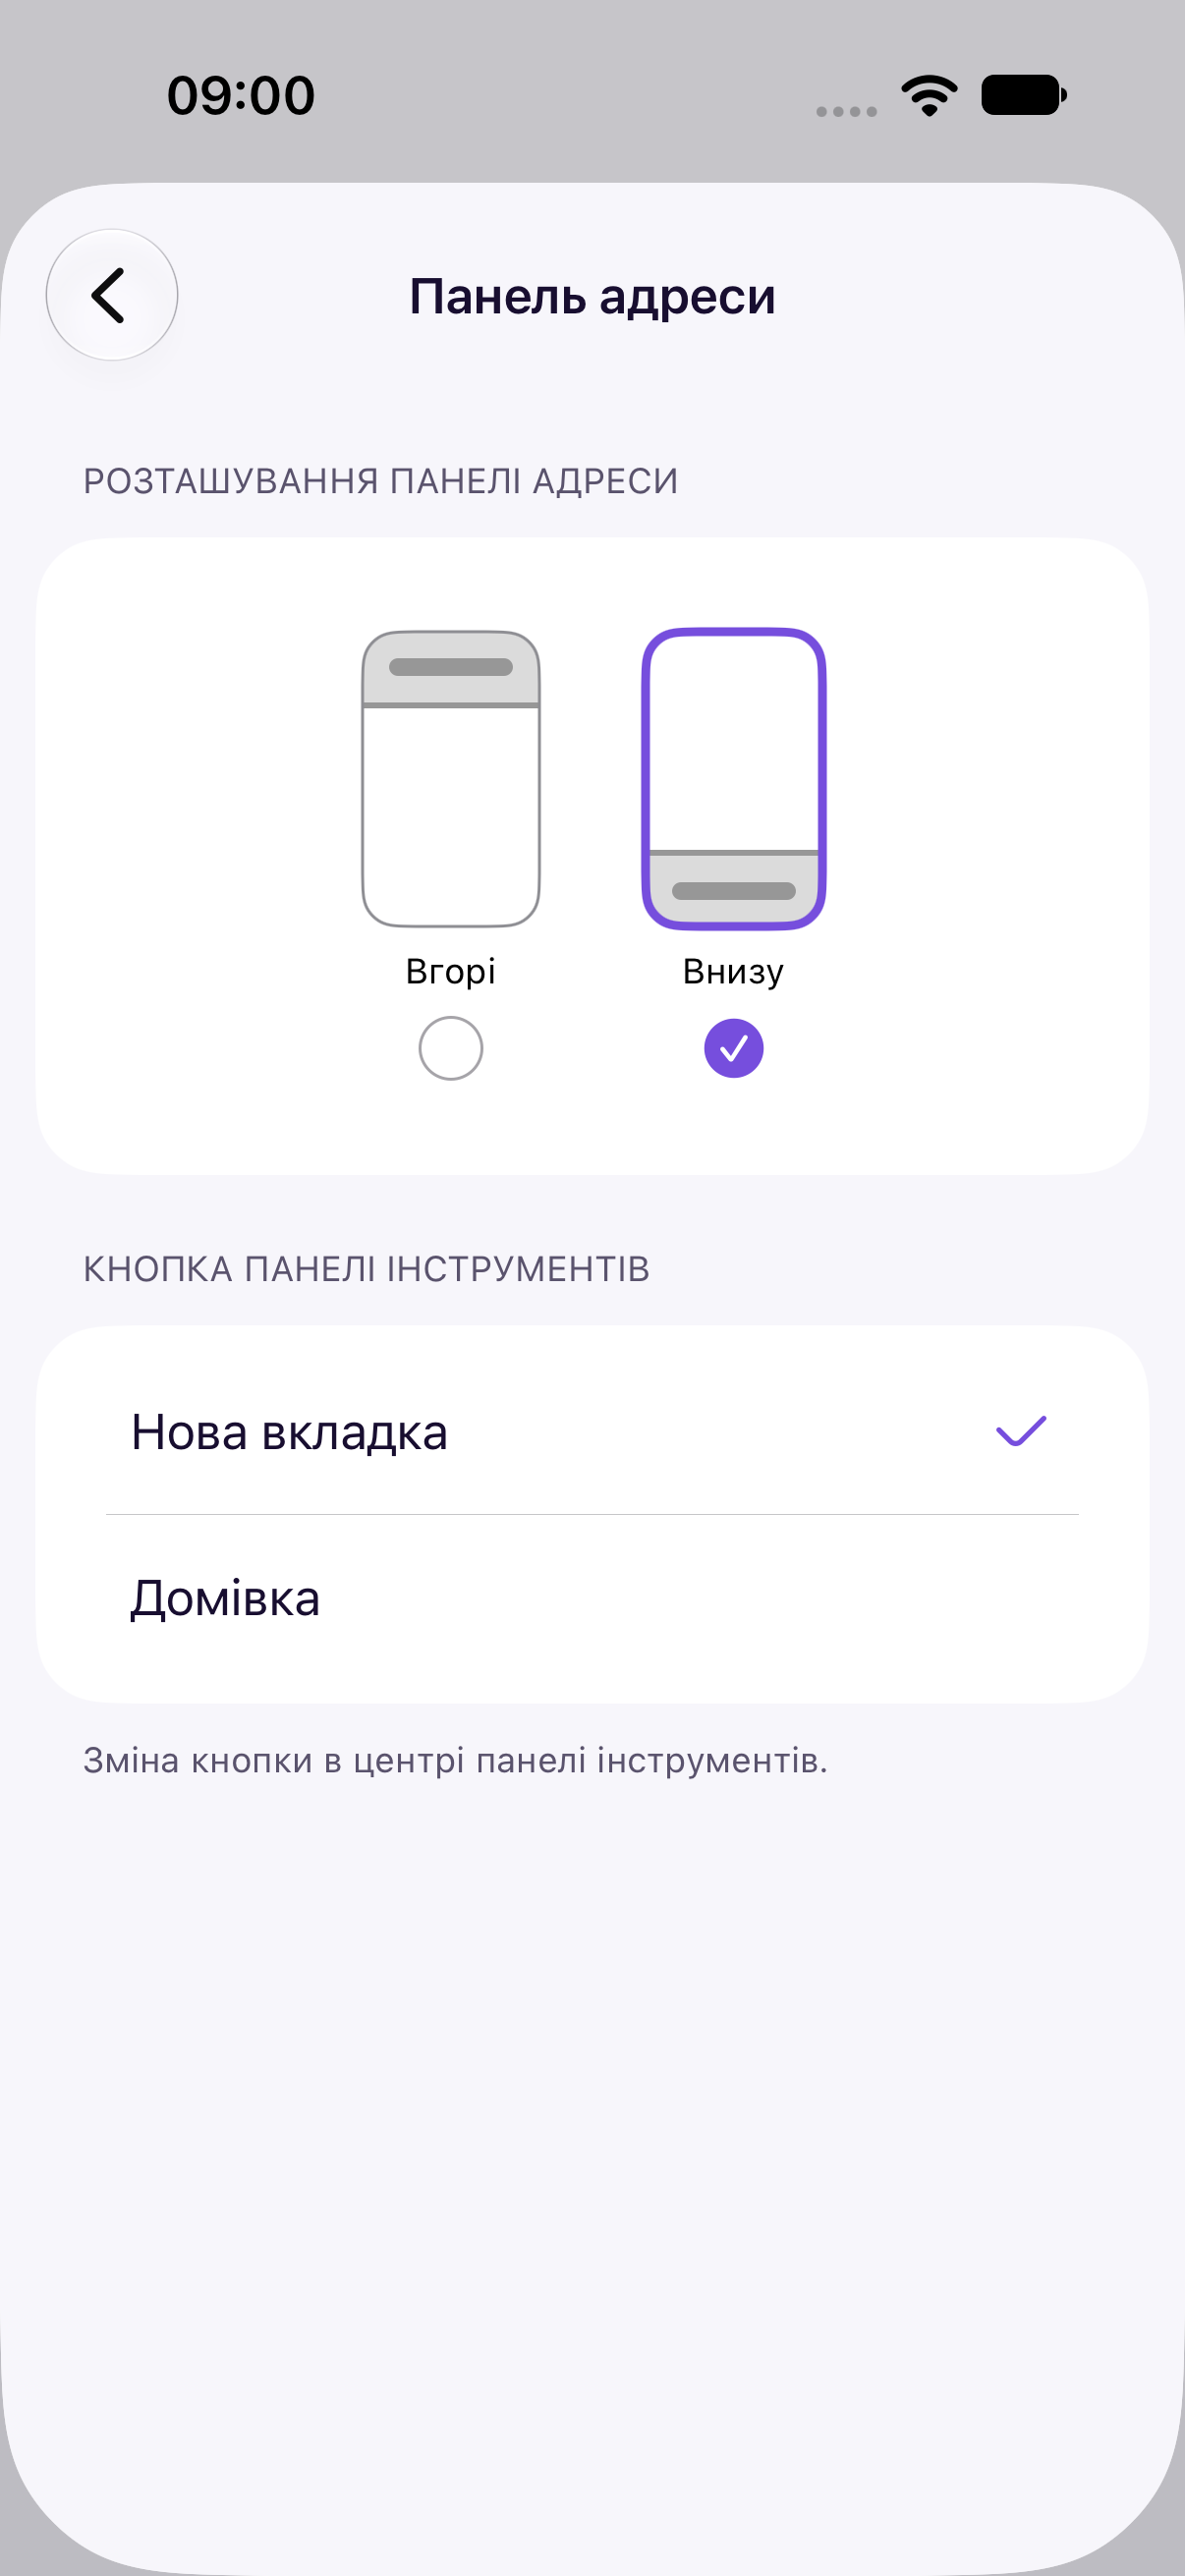 09:00
Панель адреси
РОЗТАШУВАННЯ ПАНЕЛІ АДРЕСИ
Вгорі
Внизу
КНОПКА ПАНЕЛІ ІНСТРУМЕНТІВ
Нова вкладка
Домівка
Зміна кнопки в центрі панелі інструментів.